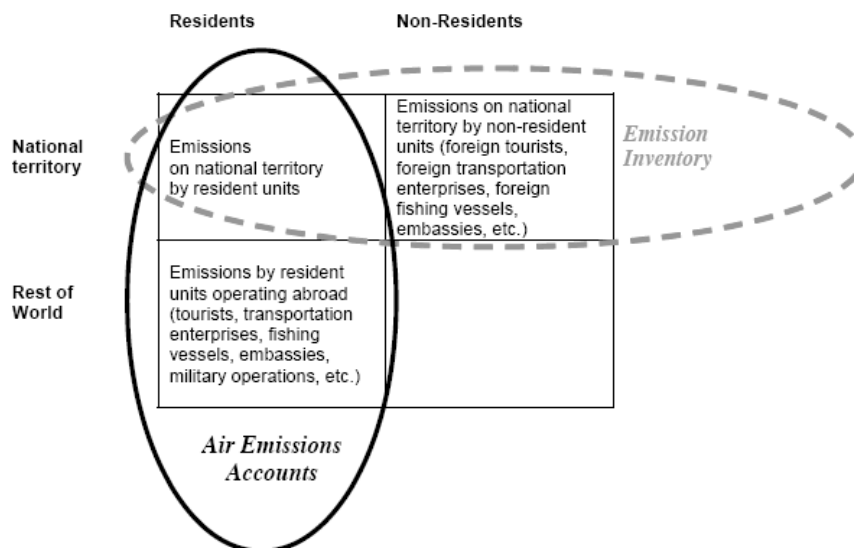 Residents
Non-Residents
National
territory
Emissions
on national territory
by resident units
Emissions on national
territory by non-resident
units (foreign tourists,
foreign transportation
enterprises, foreign
fishing vessels,
embassies, etc.)
Emission
Inventory
Rest of
World
Emissions by resident
units operating abroad
(tourists, transportation
enterprises, fishing
vessels, embassies,
military operations, etc.)
Air Emissions
Accounts